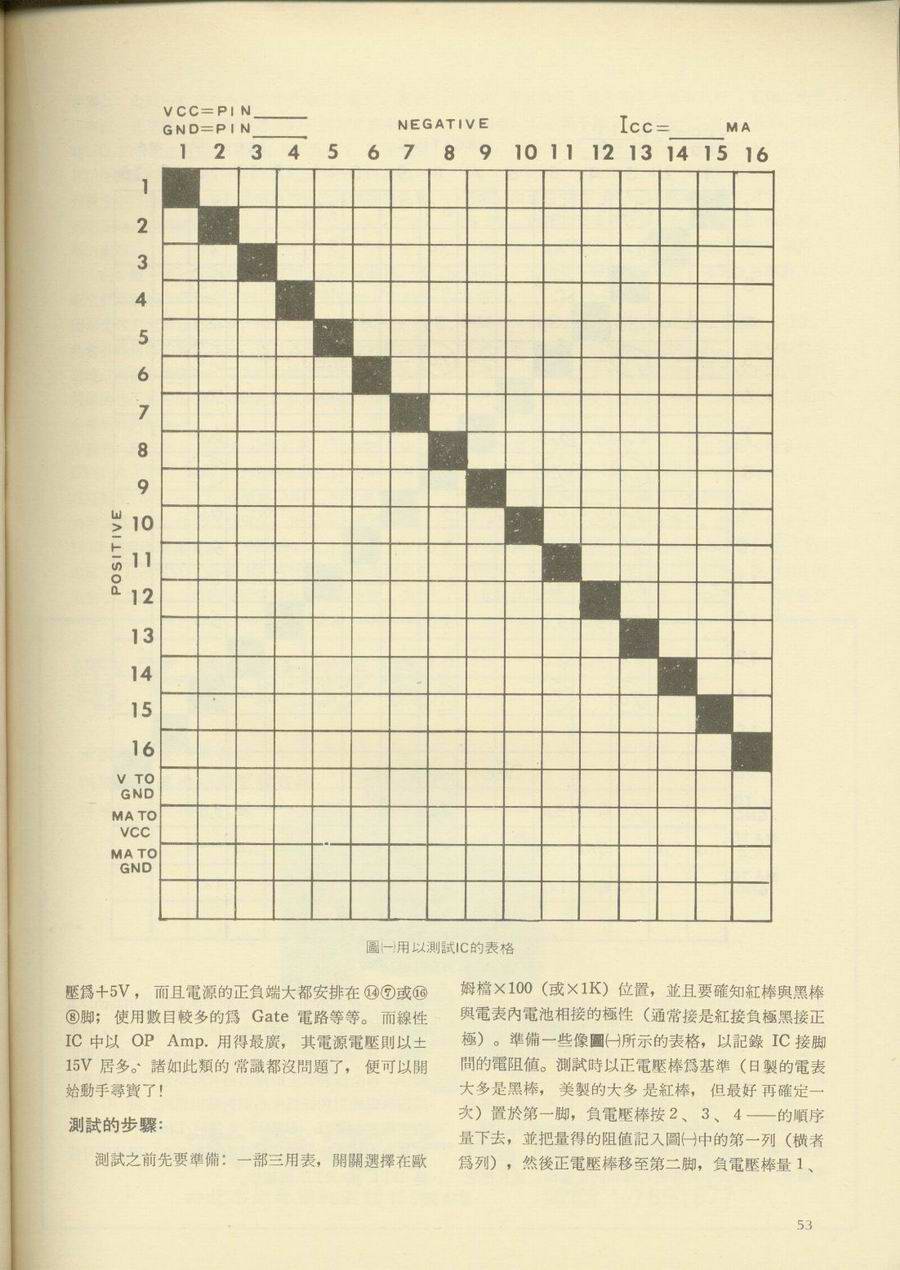 VCC=PIN
GND=PIN
NEGATIVE
ICC= MA
1 2 3 4 5 6 7 8 9 10 11 12 13 14 15 16
1
2
3
4
5
6
7
8
9
POSITIVE
10
11
12
13
14
15
16
V TO
GND
MA TO
VCC
MA TO
GND
圖㈠用以測試IC的表格
壓爲+5V，而且電源的正負端大都安排在⑭⑦或⑯
⑧脚；使用數目較多的爲 Gate 電路等等。而線性
IC 中以 OP Amp. 用得最廣，其電源電壓則以±
15V 居多。諸如此類的常識都沒問題了，便可以開
始動手尋寶了!
測試的步驟:
測試之前先要準備：一部三用表，開關選擇在歐
姆檔×100（或×1K）位置，並且要確知紅棒與黑棒
與電表內電池相接的極性（通常接是紅接負極黑接正
極）。準備一些像圖㈠所示的表格，以記錄 IC 接脚
間的電阻値。測試時以正電壓棒爲基準（日製的電表
大多是黑棒，美製的大多是紅棒，但最好再確定一
次）置於第一脚，負電壓棒按2、3、4——的順序
量下去，並把量得的阻値記入圖㈠中的第一列（橫者
爲列），然後正電壓棒移至第二脚，負電壓棒量1、
53